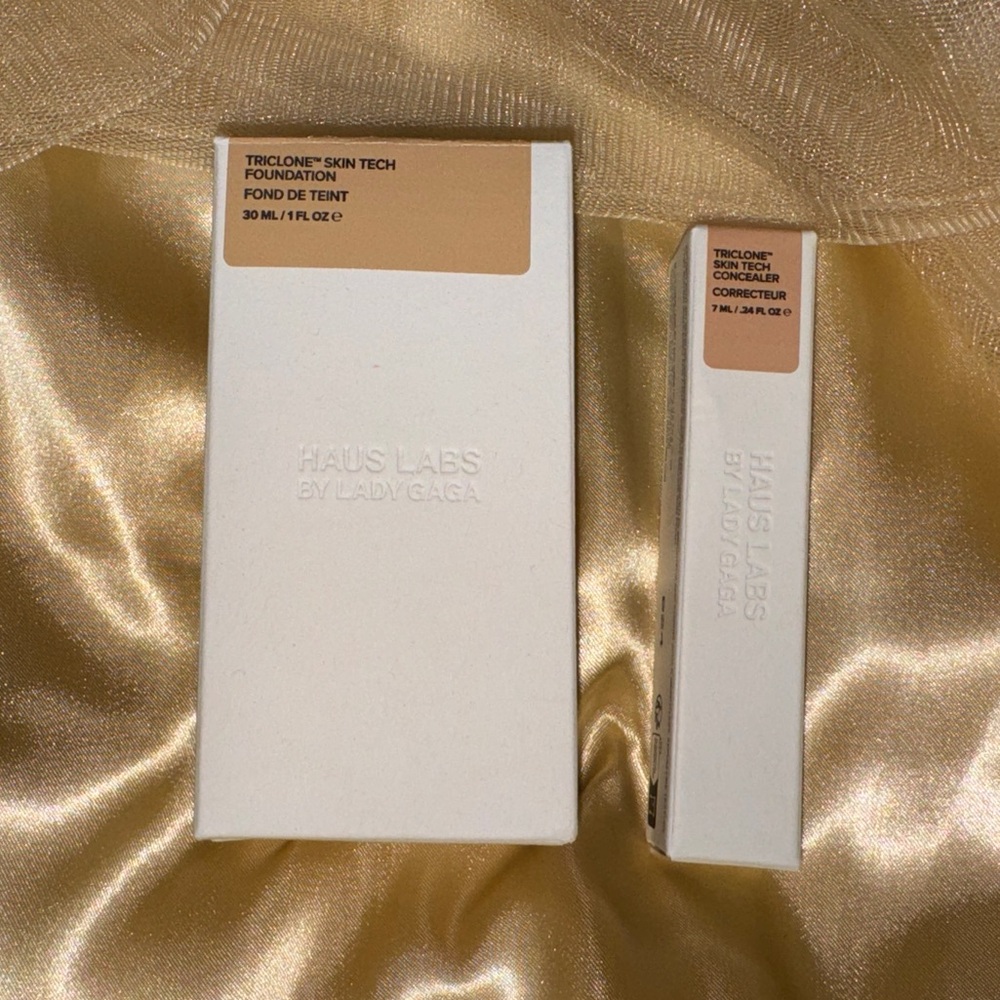 TRICLONE™ SKIN TECH
FOUNDATION
FOND DE TEINT
30 ML / 1 FL OZ ℮
HAUS LABS
BY LADY GAGA
TRICLONE™
SKIN TECH
CONCEALER
CORRECTEUR
7 ML / .24 FL OZ ℮
HAUS LABS
BY LADY GAGA